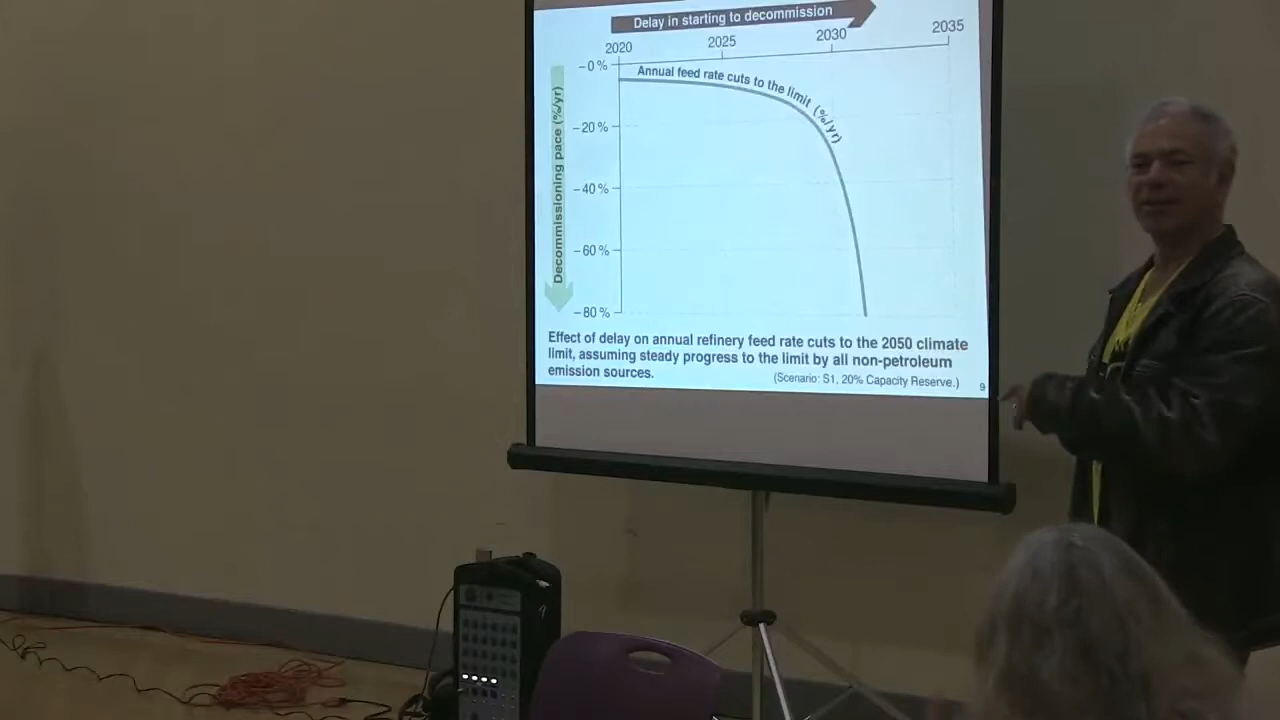 Delay in starting to decommission
2020 2025 2030 2035
–0 %
Annual feed rate cuts to the limit (%/yr)
–20 %
–40 %
–60 %
–80 %
Decommissioning pace (%/yr)
Effect of delay on annual refinery feed rate cuts to the 2050 climate
limit, assuming steady progress to the limit by all non-petroleum
emission sources.
(Scenario: S1, 20% Capacity Reserve.)
9